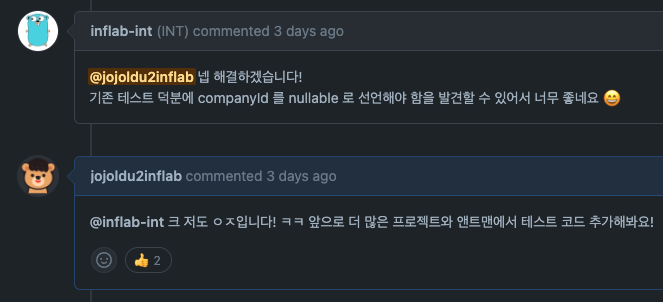 inflab-int (INT) commented 3 days ago
@jojoldu2inflab 넵 해결하겠습니다!
기존 테스트 덕분에 companyId 를 nullable 로 선언해야 함을 발견할 수 있어서 너무 좋네요 😄
jojoldu2inflab commented 3 days ago
@inflab-int 크 저도 ㅇㅈ입니다! ㅋㅋ 앞으로 더 많은 프로젝트와 앤트맨에서 테스트 코드 추가해봐요!
👍 2